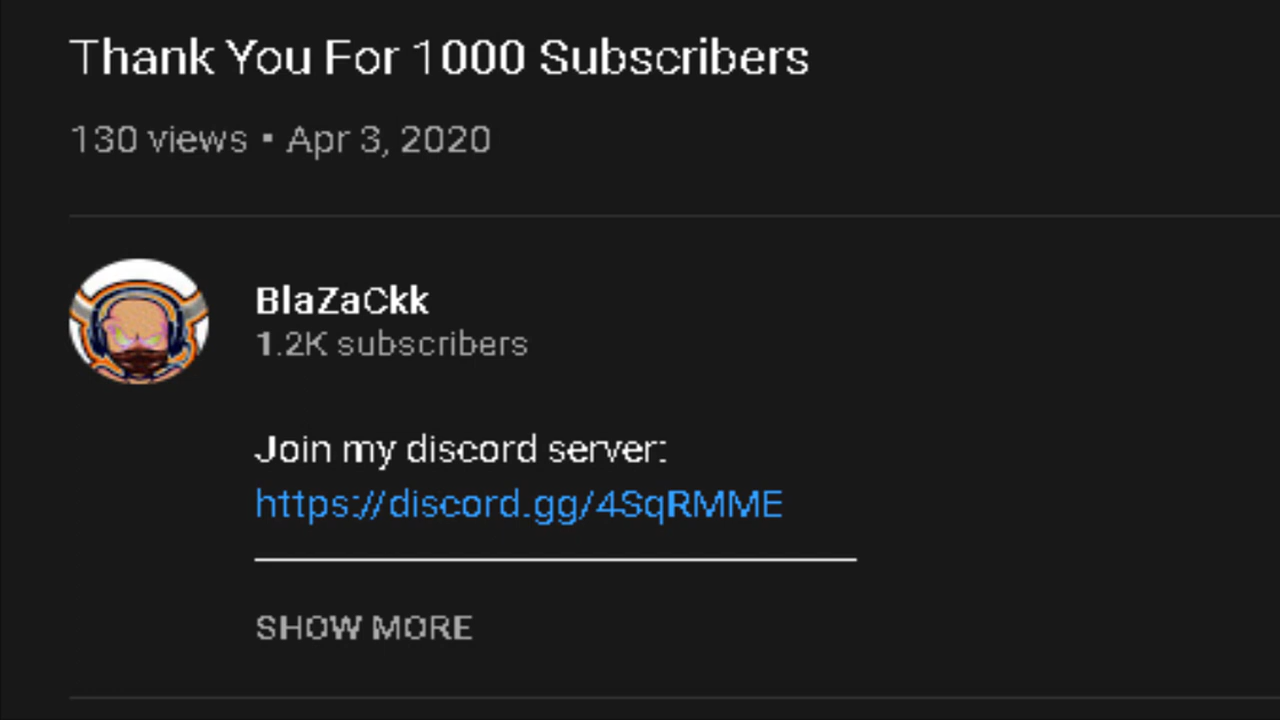 Thank You For 1000 Subscribers
130 views • Apr 3, 2020
BlaZaCkk
1.2K subscribers
Join my discord server:
https://discord.gg/4SqRMME
SHOW MORE